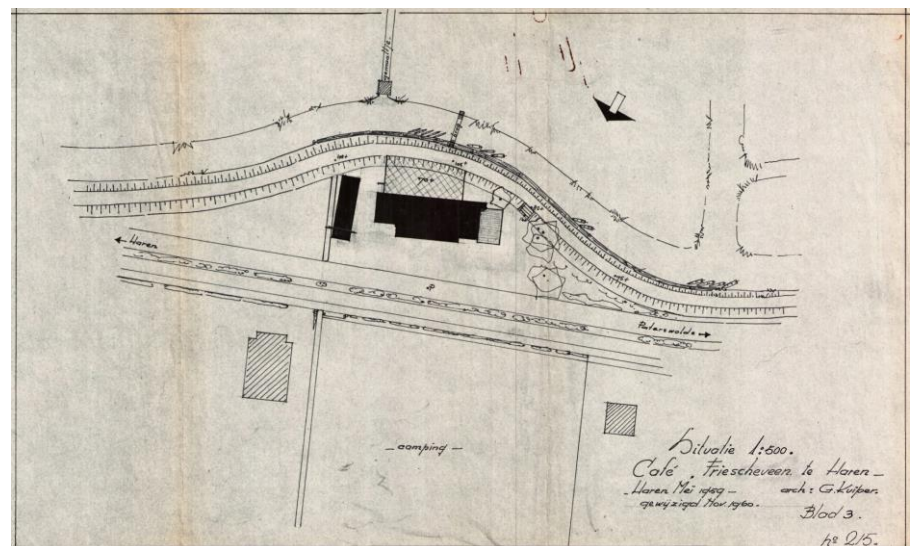 Haren
Paterswolde
camping
Situatie 1:500.
Café „Friescheveen" te Haren
Haren Mei 1959 arch: G. Kuiper.
gewijzigd Nov. 1960.
Blad 3.
no 215.